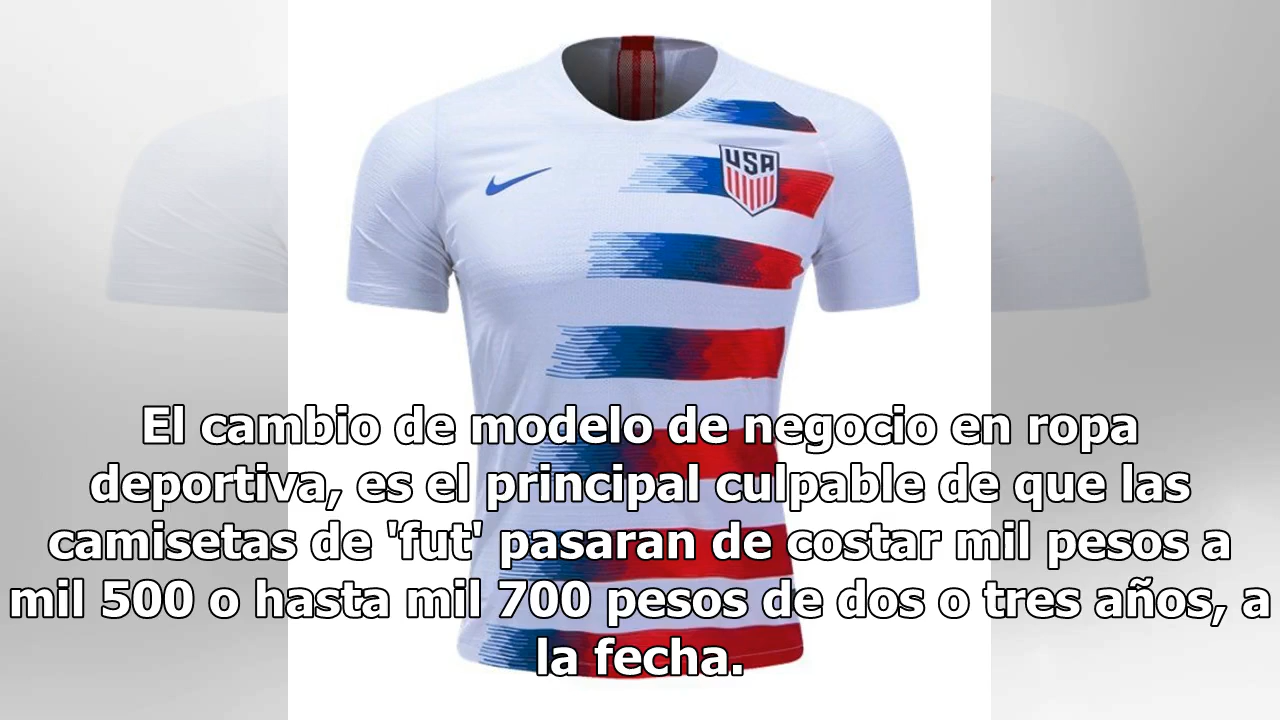 USA
El cambio de modelo de negocio en ropa
deportiva, es el principal culpable de que las
camisetas de 'fut' pasaran de costar mil pesos a
mil 500 o hasta mil 700 pesos de dos o tres años, a
la fecha.